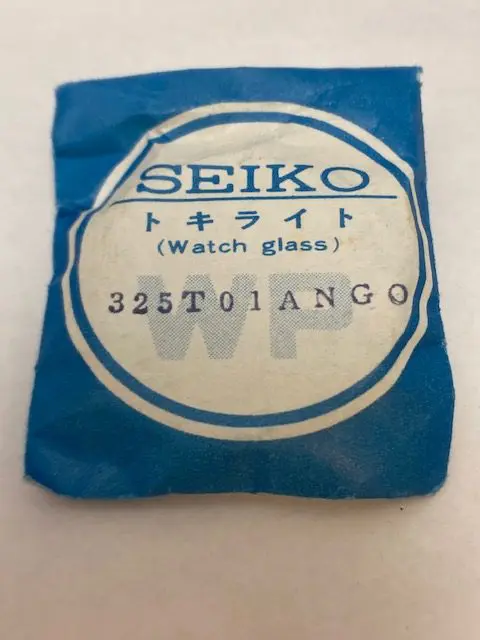 SEIKO
トキライト
(Watch glass)
WP
325T01ANGO